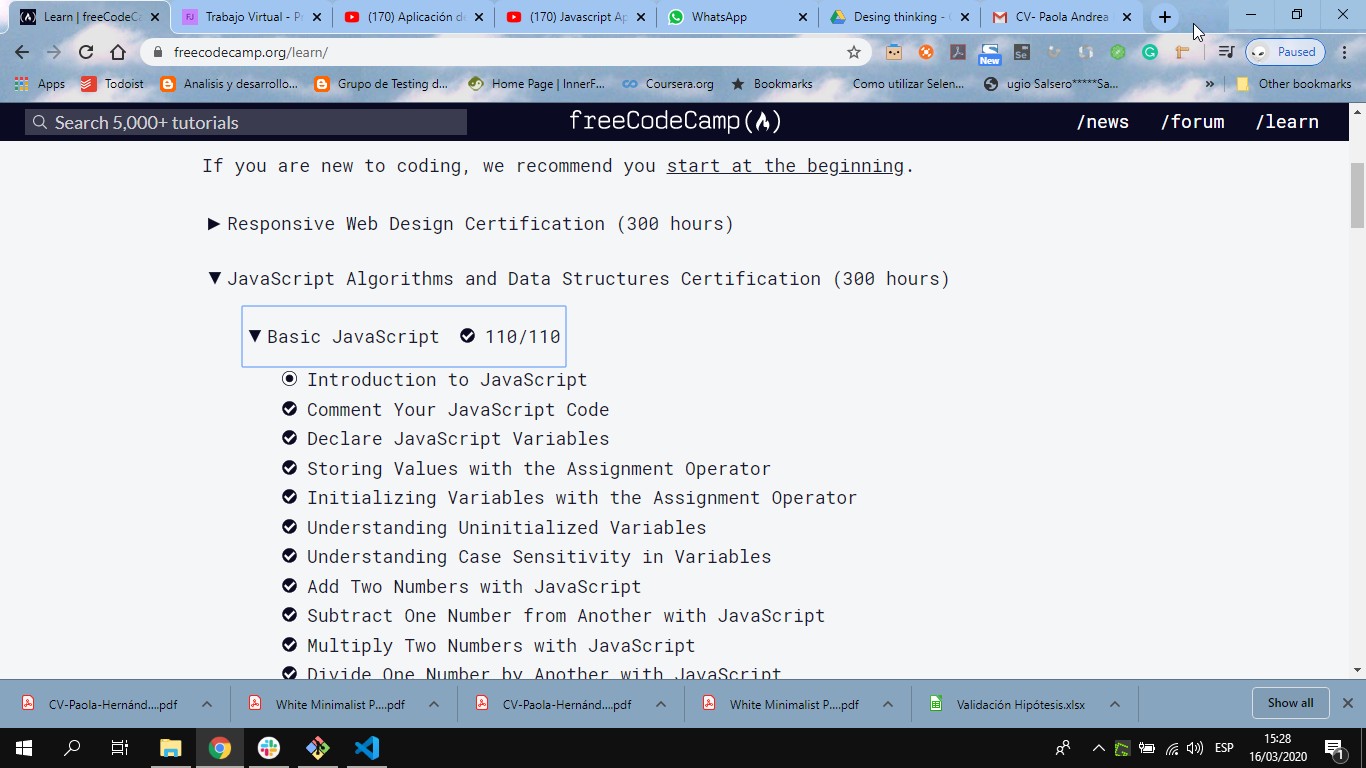 Learn | freeCodeCa
Trabajo Virtual - Pr
(170) Aplicación de
(170) Javascript Ap
WhatsApp
Desing thinking - G
CV- Paola Andrea
freecodecamp.org/learn/
New
Se
Paused
Apps
Todoist
Analisis y desarrollo...
Grupo de Testing d...
Home Page | InnerF...
Coursera.org
Bookmarks
Como utilizar Selen...
ugio Salsero*****Sa...
»
Other bookmarks
Search 5,000+ tutorials
freeCodeCamp
/news
/forum
/learn
If you are new to coding, we recommend you start at the beginning.
Responsive Web Design Certification (300 hours)
JavaScript Algorithms and Data Structures Certification (300 hours)
Basic JavaScript 110/110
Introduction to JavaScript
Comment Your JavaScript Code
Declare JavaScript Variables
Storing Values with the Assignment Operator
Initializing Variables with the Assignment Operator
Understanding Uninitialized Variables
Understanding Case Sensitivity in Variables
Add Two Numbers with JavaScript
Subtract One Number from Another with JavaScript
Multiply Two Numbers with JavaScript
Divide One Number by Another with JavaScript
CV-Paola-Hernánd....pdf
White Minimalist P....pdf
CV-Paola-Hernánd....pdf
White Minimalist P....pdf
Validación Hipótesis.xlsx
Show all
ESP
15:28
16/03/2020
1